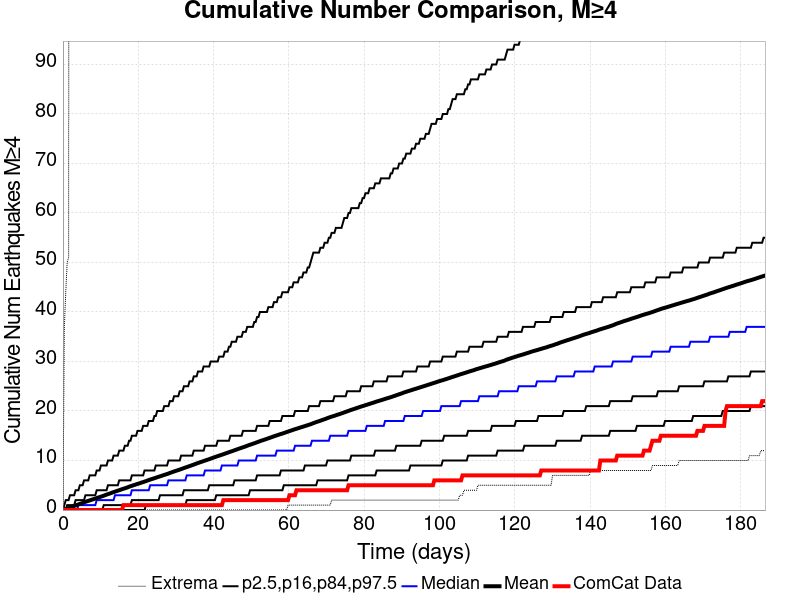 Cumulative Number Comparison, M≥4
Cumulative Num Earthquakes M≥4
90
80
70
60
50
40
30
20
10
0
0 20 40 60 80 100 120 140 160 180
Time (days)
Extrema p2.5,p16,p84,p97.5 Median Mean ComCat Data